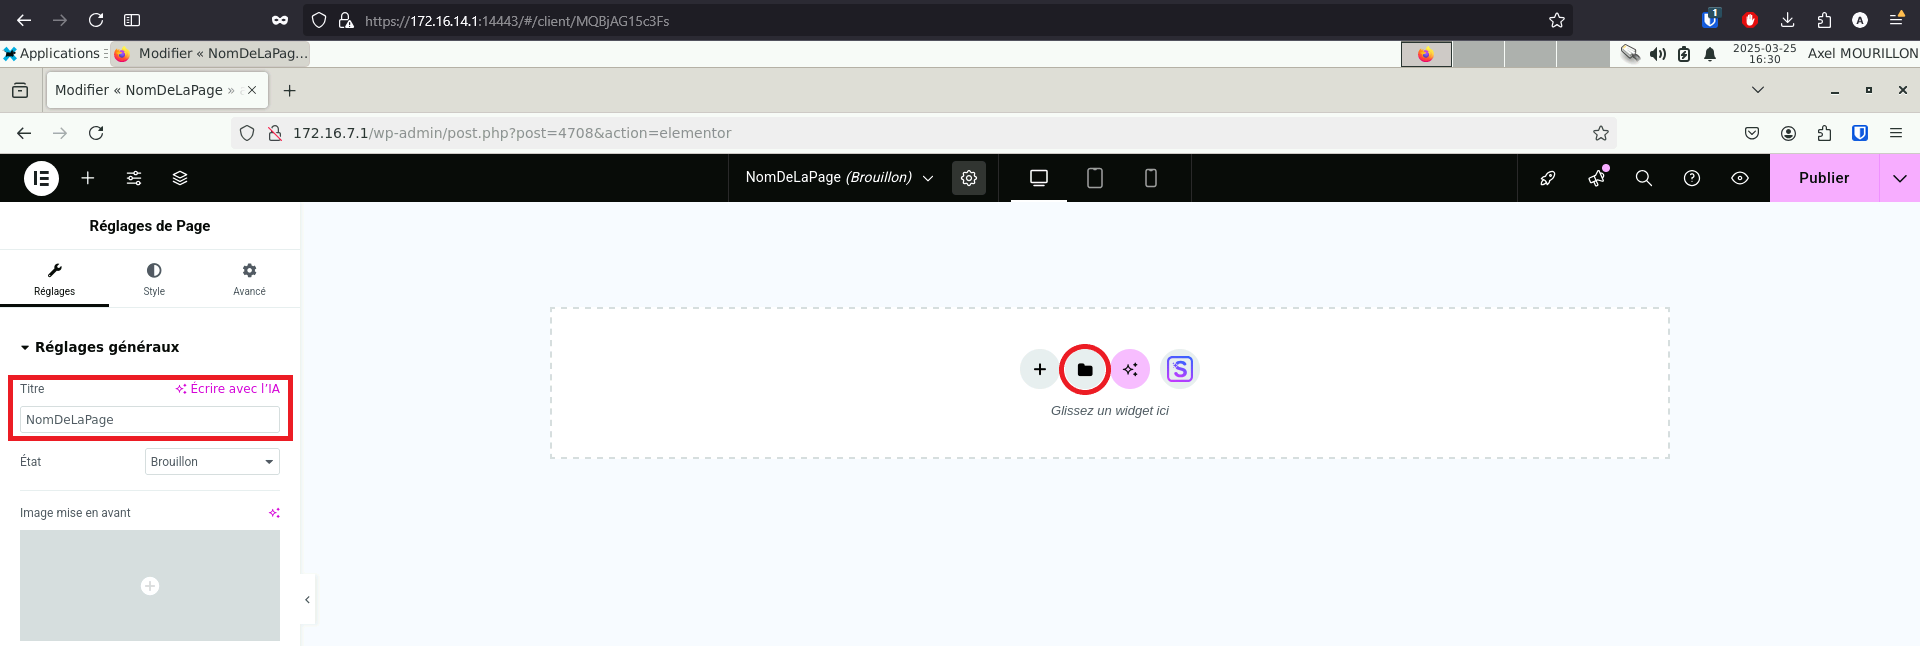 https://172.16.14.1:14443/#/client/MQBjAG15c3Fs
1
A
Applications
Modifier « NomDeLaPag...
2025-03-25
16:30
Axel MOURILLON
Modifier « NomDeLaPage »
172.16.7.1/wp-admin/post.php?post=4708&action=elementor
NomDeLaPage (Brouillon)
Publier
Réglages de Page
Réglages
Style
Avancé
Réglages généraux
Titre
Écrire avec l'IA
NomDeLaPage
État
Brouillon
Image mise en avant
S
Glissez un widget ici